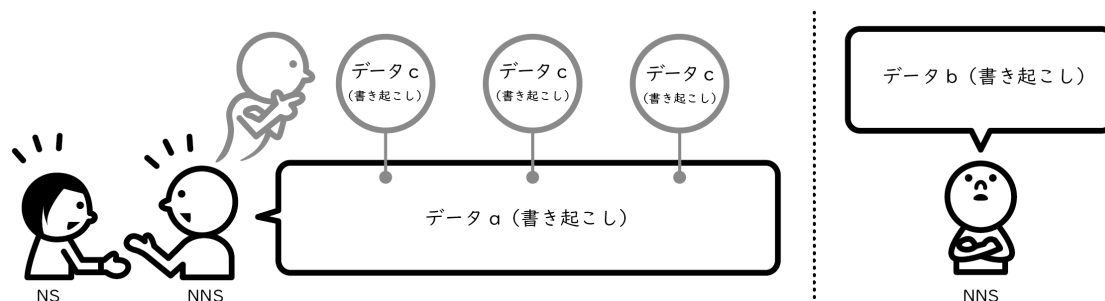 データ c
(書き起こし)
データ c
(書き起こし)
データ c
(書き起こし)
データ a（書き起こし）
NS
NNS
データ b（書き起こし）
NNS